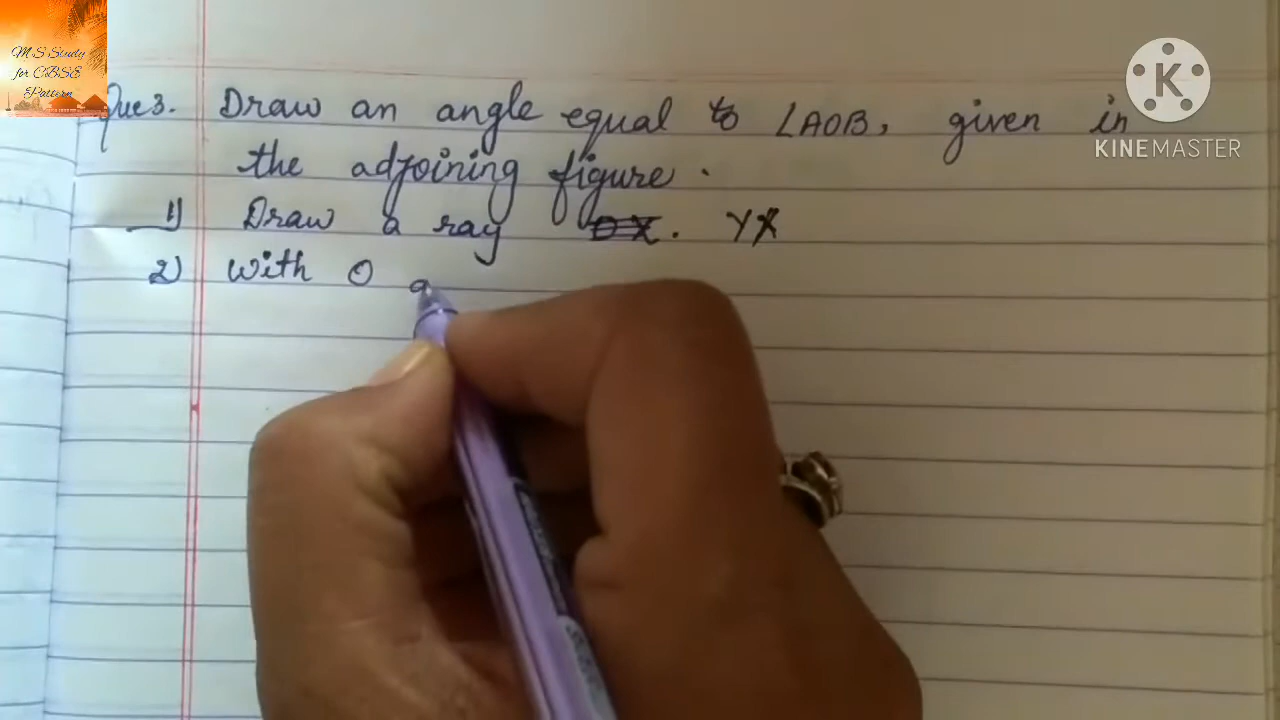 M.S Study
for CBSE
Pattern
K
KINEMASTER
Que3. Draw an angle equal to ∠AOB, given in
the adjoining figure.
1) Draw a ray OX. YX
2) With O a